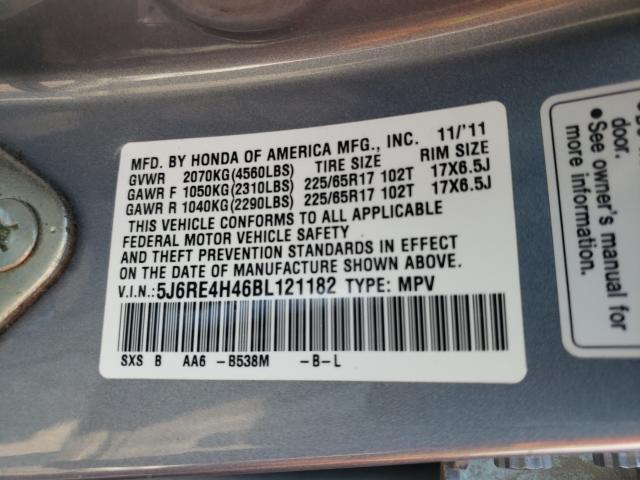 MFD. BY HONDA OF AMERICA MFG., INC. 11/'11
GVWR 2070KG(4560LBS) TIRE SIZE RIM SIZE
GAWR F 1050KG(2310LBS) 225/65R17 102T 17X6.5J
GAWR R 1040KG(2290LBS) 225/65R17 102T 17X6.5J
THIS VEHICLE CONFORMS TO ALL APPLICABLE
FEDERAL MOTOR VEHICLE SAFETY
AND THEFT PREVENTION STANDARDS IN EFFECT
ON THE DATE OF MANUFACTURE SHOWN ABOVE.
V.I.N.: 5J6RE4H46BL121182 TYPE: MPV
SXS B AA6 -B538M -B-L
door.
● See owner's manual for
more information.